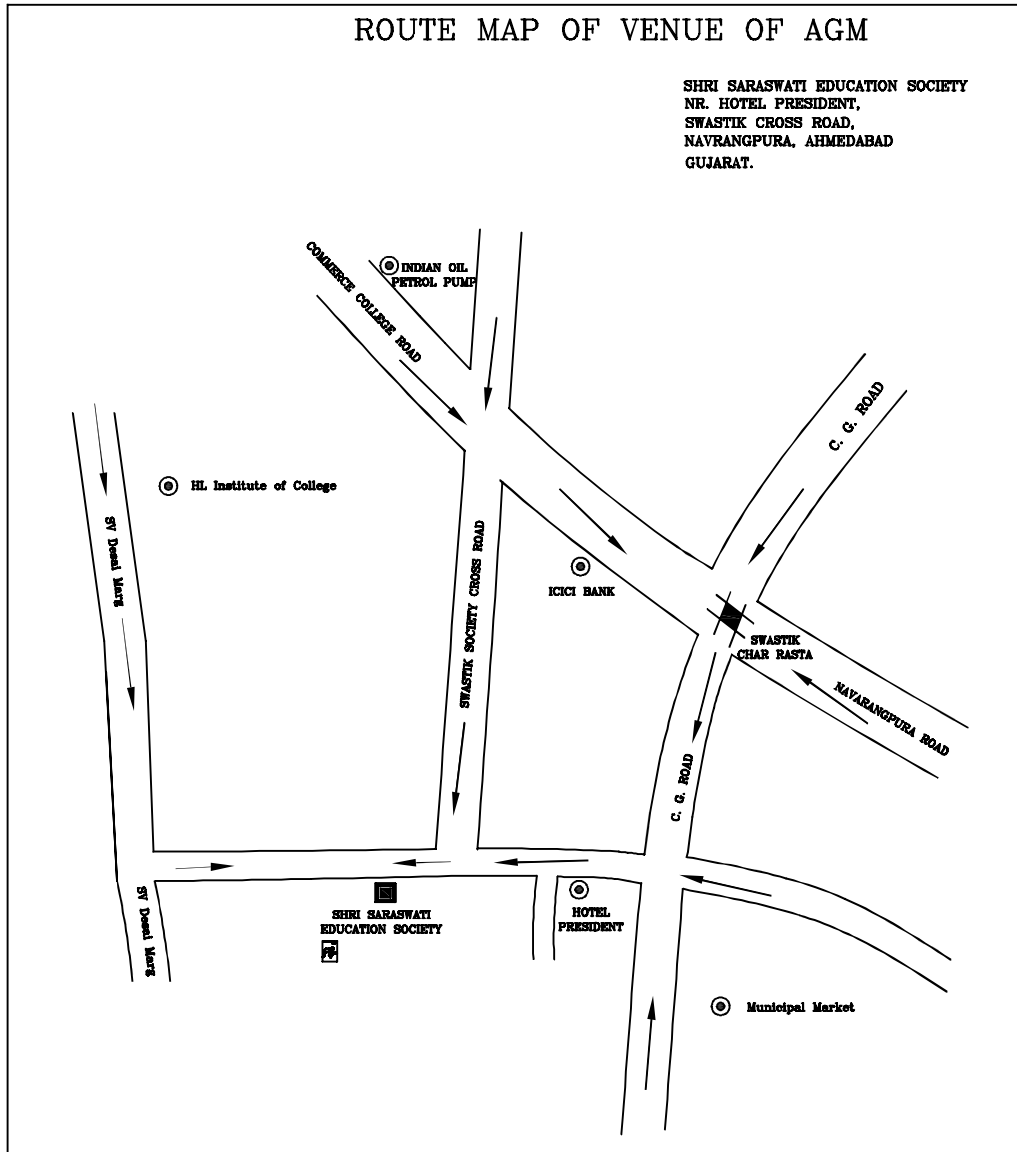 ROUTE MAP OF VENUE OF AGM
SHRI SARASWATI EDUCATION SOCIETY
NR. HOTEL PRESIDENT,
SWASTIK CROSS ROAD,
NAVRANGPURA, AHMEDABAD
GUJARAT.
COMMERCE COLLEGE ROAD
INDIAN OIL
PETROL PUMP
C. G. ROAD
HL Institute of College
SV Desai Marg
SWASTIK SOCIETY CROSS ROAD
ICICI BANK
SWASTIK
CHAR RASTA
NAVARANGPURA ROAD
C. G. ROAD
SV Desai Marg
SHRI SARASWATI
EDUCATION SOCIETY
HOTEL
PRESIDENT
Municipal Market